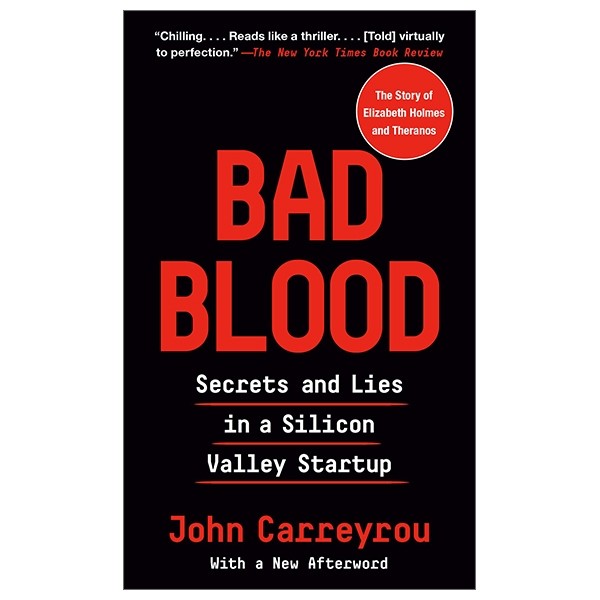 “Chilling. . . . Reads like a thriller. . . . [Told] virtually
to perfection.” —The New York Times Book Review
The Story of
Elizabeth Holmes
and Theranos
BAD
BLOOD
Secrets and Lies
in a Silicon
Valley Startup
John Carreyrou
With a New Afterword